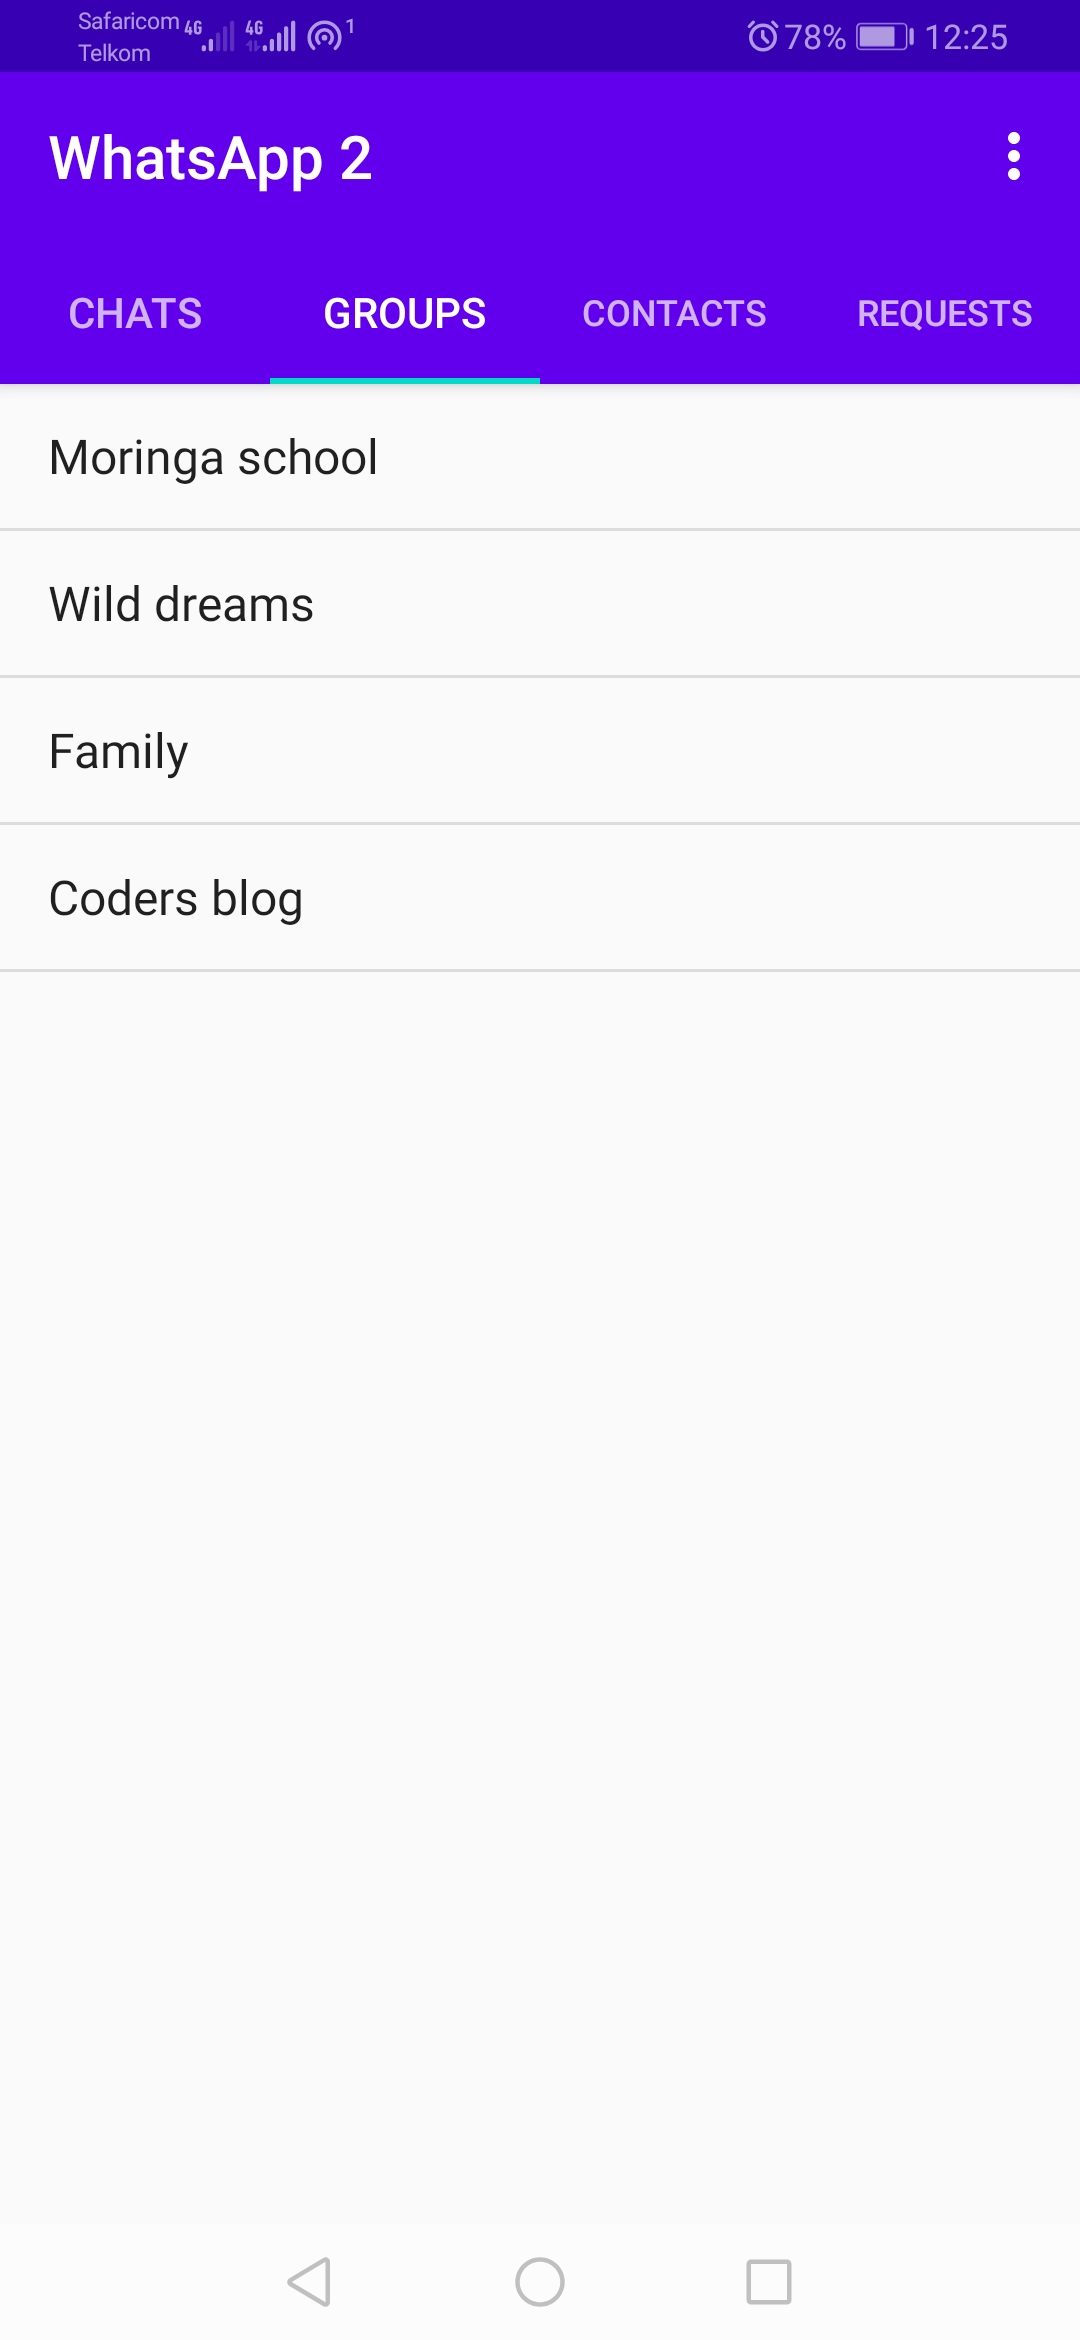 Safaricom 4G 4G 1 78% 12:25
Telkom
WhatsApp 2
CHATS GROUPS CONTACTS REQUESTS
Moringa school
Wild dreams
Family
Coders blog